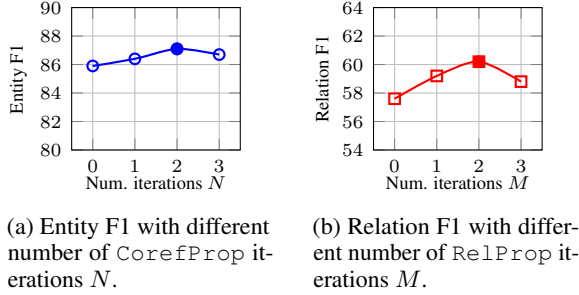 90
88
86
84
82
80
Entity F1
0 1 2 3
Num. iterations N
64
62
60
58
56
54
Relation F1
0 1 2 3
Num. iterations M
(a) Entity F1 with different
number of CorefProp it-
erations N.
(b) Relation F1 with differ-
ent number of RelProp it-
erations M.